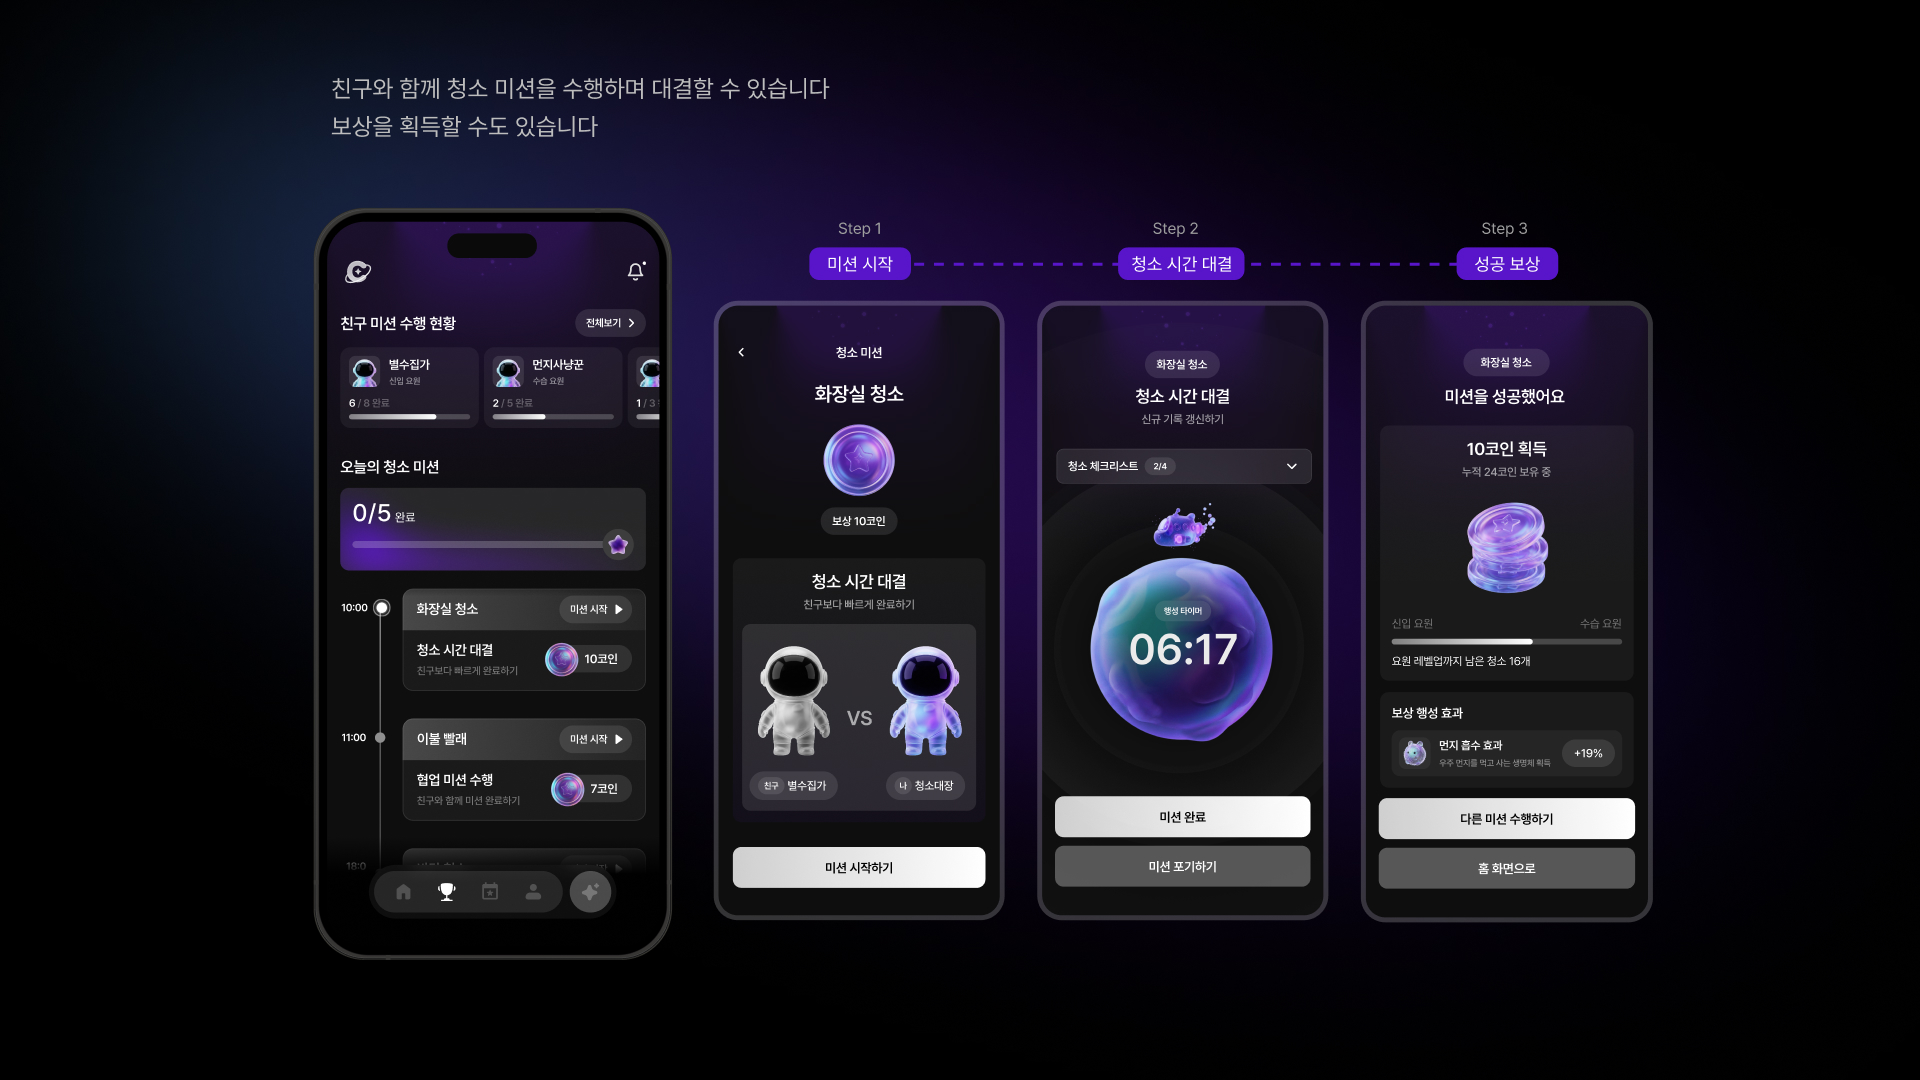 친구와 함께 청소 미션을 수행하며 대결할 수 있습니다
보상을 획득할 수도 있습니다
친구 미션 수행 현황
전체보기
별수집가
신입 요원
6 / 8 완료
먼지사냥꾼
수습 요원
2 / 5 완료
1 / 3
오늘의 청소 미션
0/5 완료
10:00
화장실 청소
미션 시작
청소 시간 대결
친구보다 빠르게 완료하기
10코인
11:00
이불 빨래
미션 시작
협업 미션 수행
친구와 함께 미션 완료하기
7코인
18:0
Step 1
미션 시작
청소 미션
화장실 청소
보상 10코인
청소 시간 대결
친구보다 빠르게 완료하기
VS
친구 별수집가
나 청소대장
미션 시작하기
Step 2
청소 시간 대결
화장실 청소
청소 시간 대결
신규 기록 갱신하기
청소 체크리스트 2/4
행성 타이머
06:17
미션 완료
미션 포기하기
Step 3
성공 보상
화장실 청소
미션을 성공했어요
10코인 획득
누적 24코인 보유 중
신입 요원
수습 요원
요원 레벨업까지 남은 청소 16개
보상 행성 효과
먼지 흡수 효과
우주 먼지를 먹고 사는 생명체 획득
+19%
다른 미션 수행하기
홈 화면으로